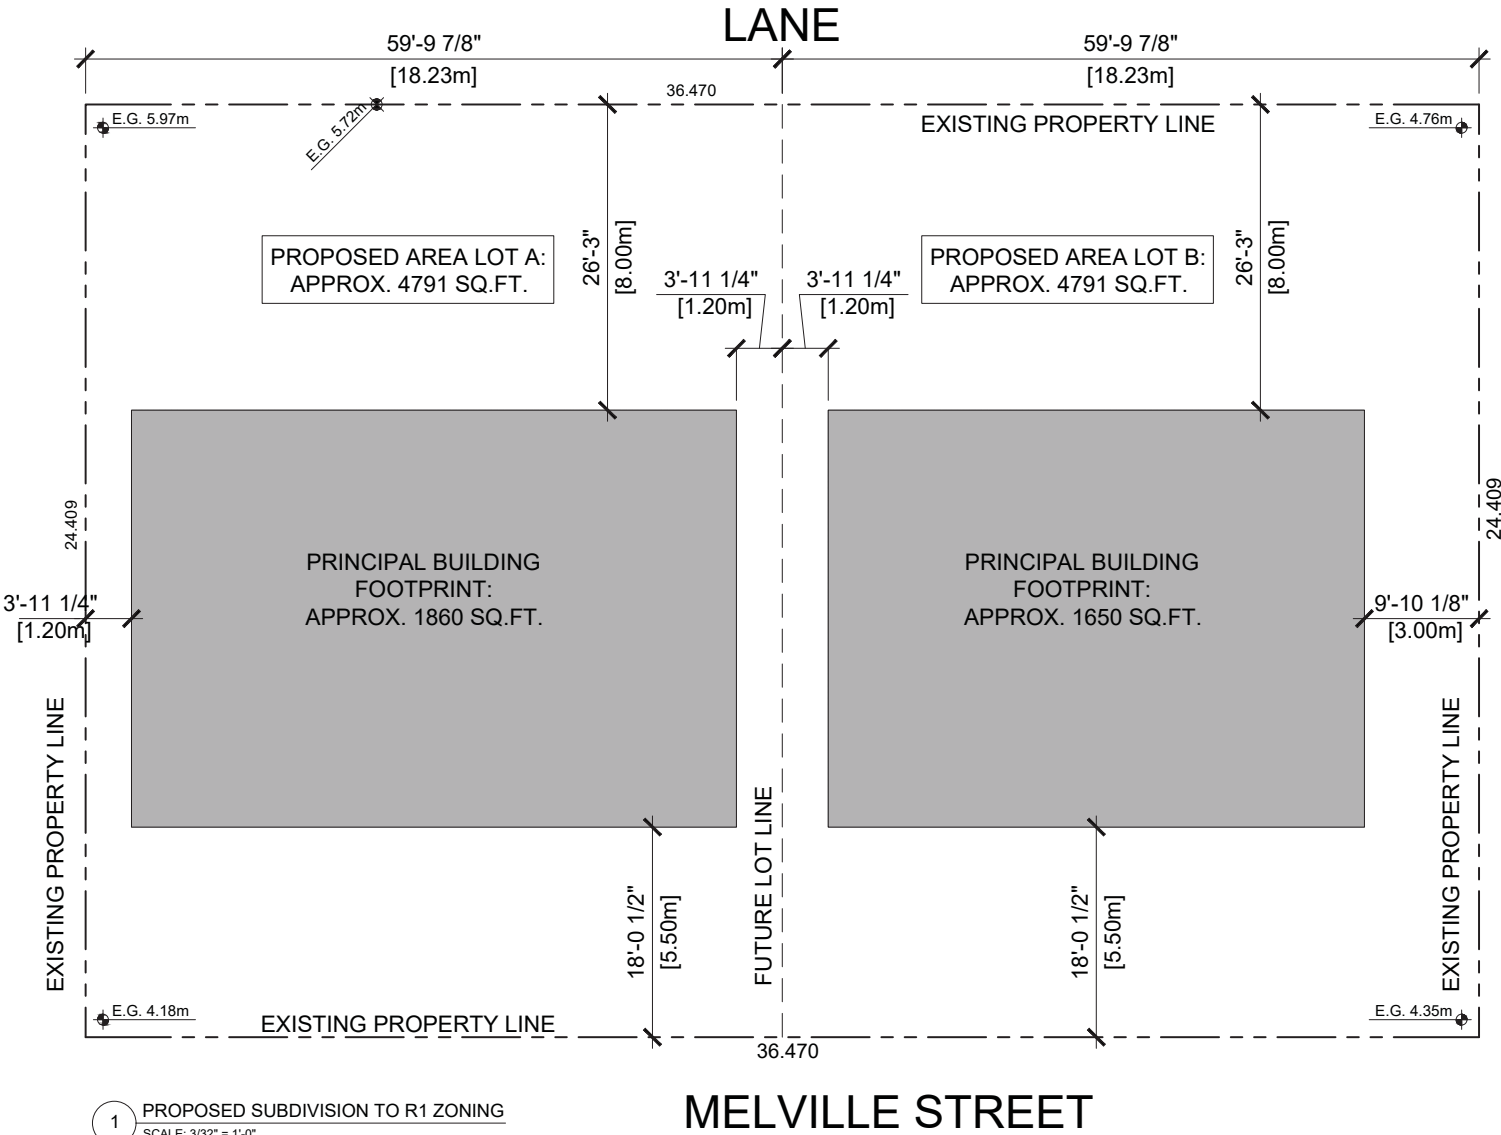 LANE
59'-9 7/8"
[18.23m]
59'-9 7/8"
[18.23m]
36.470
E.G. 5.97m
E.G. 5.72m
EXISTING PROPERTY LINE
E.G. 4.76m
PROPOSED AREA LOT A:
APPROX. 4791 SQ.FT.
26'-3"
[8.00m]
3'-11 1/4"
[1.20m]
3'-11 1/4"
[1.20m]
PROPOSED AREA LOT B:
APPROX. 4791 SQ.FT.
26'-3"
[8.00m]
24.409
24.409
PRINCIPAL BUILDING
FOOTPRINT:
APPROX. 1860 SQ.FT.
PRINCIPAL BUILDING
FOOTPRINT:
APPROX. 1650 SQ.FT.
3'-11 1/4"
[1.20m]
9'-10 1/8"
[3.00m]
EXISTING PROPERTY LINE
18'-0 1/2"
[5.50m]
FUTURE LOT LINE
18'-0 1/2"
[5.50m]
EXISTING PROPERTY LINE
E.G. 4.18m
EXISTING PROPERTY LINE
E.G. 4.35m
36.470
1
PROPOSED SUBDIVISION TO R1 ZONING
SCALE: 3/32" = 1'-0"
MELVILLE STREET